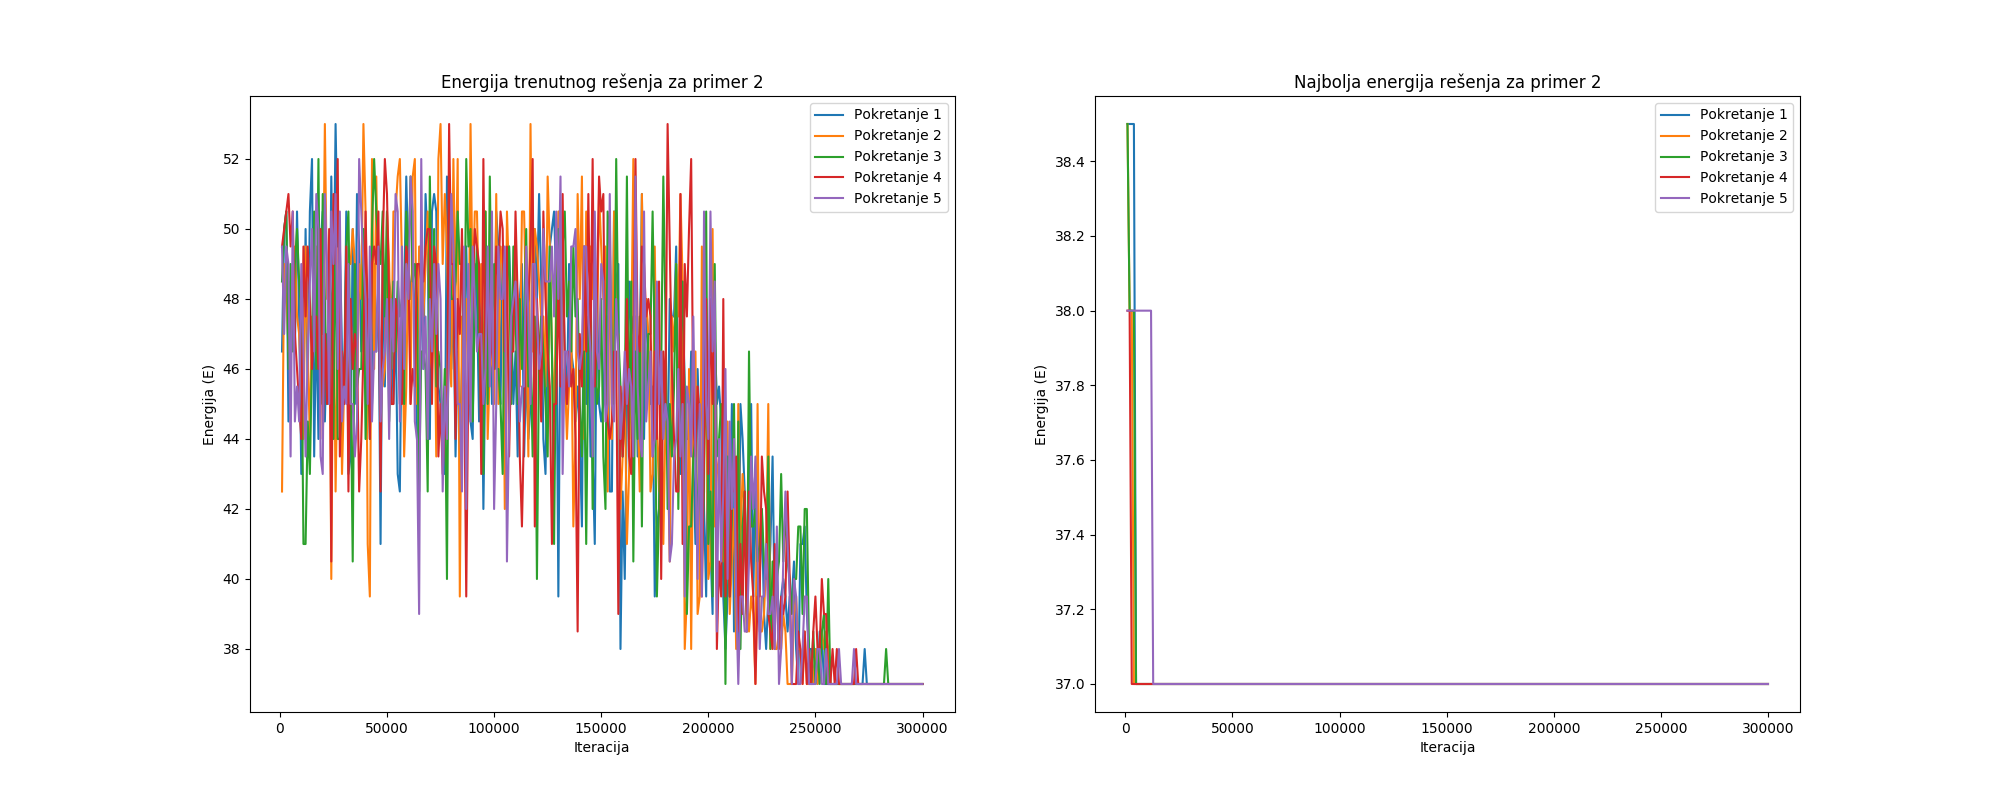 Energija trenutnog rešenja za primer 2
Pokretanje 1
Pokretanje 2
Pokretanje 3
Pokretanje 4
Pokretanje 5
Energija (E)
52
50
48
46
44
42
40
38
0 50000 100000 150000 200000 250000 300000
Iteracija
Najbolja energija rešenja za primer 2
Pokretanje 1
Pokretanje 2
Pokretanje 3
Pokretanje 4
Pokretanje 5
Energija (E)
38.4
38.2
38.0
37.8
37.6
37.4
37.2
37.0
0 50000 100000 150000 200000 250000 300000
Iteracija